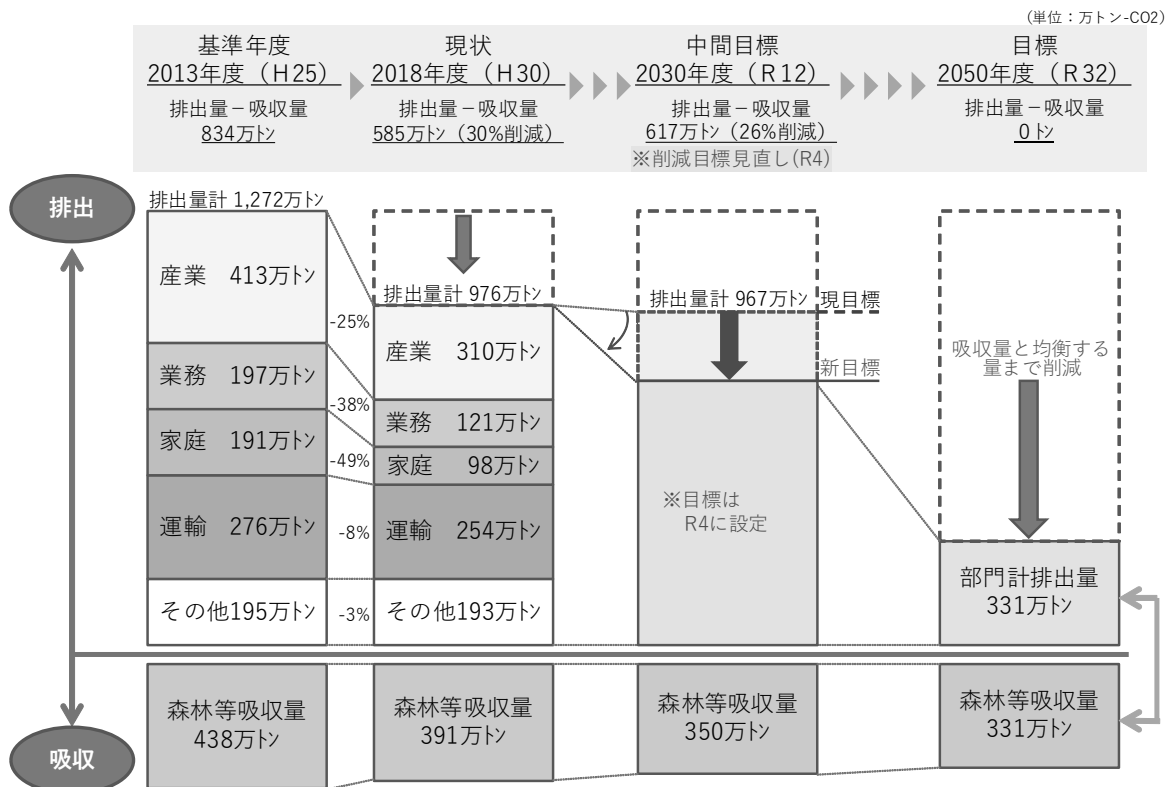 (単位：万トン-CO2)
基準年度
2013年度（H25）
排出量－吸収量
834万トン
現状
2018年度（H30）
排出量－吸収量
585万トン（30%削減）
中間目標
2030年度（R12）
排出量－吸収量
617万トン（26%削減）
※削減目標見直し(R4)
目標
2050年度（R32）
排出量－吸収量
0トン
排出
排出量計 1,272万トン
産業 413万トン
業務 197万トン
家庭 191万トン
運輸 276万トン
その他195万トン
-25%
-38%
-49%
-8%
-3%
排出量計 976万トン
産業 310万トン
業務 121万トン
家庭 98万トン
運輸 254万トン
その他193万トン
排出量計 967万トン
現目標
新目標
※目標は
R4に設定
吸収量と均衡する
量まで削減
部門計排出量
331万トン
吸収
森林等吸収量
438万トン
森林等吸収量
391万トン
森林等吸収量
350万トン
森林等吸収量
331万トン